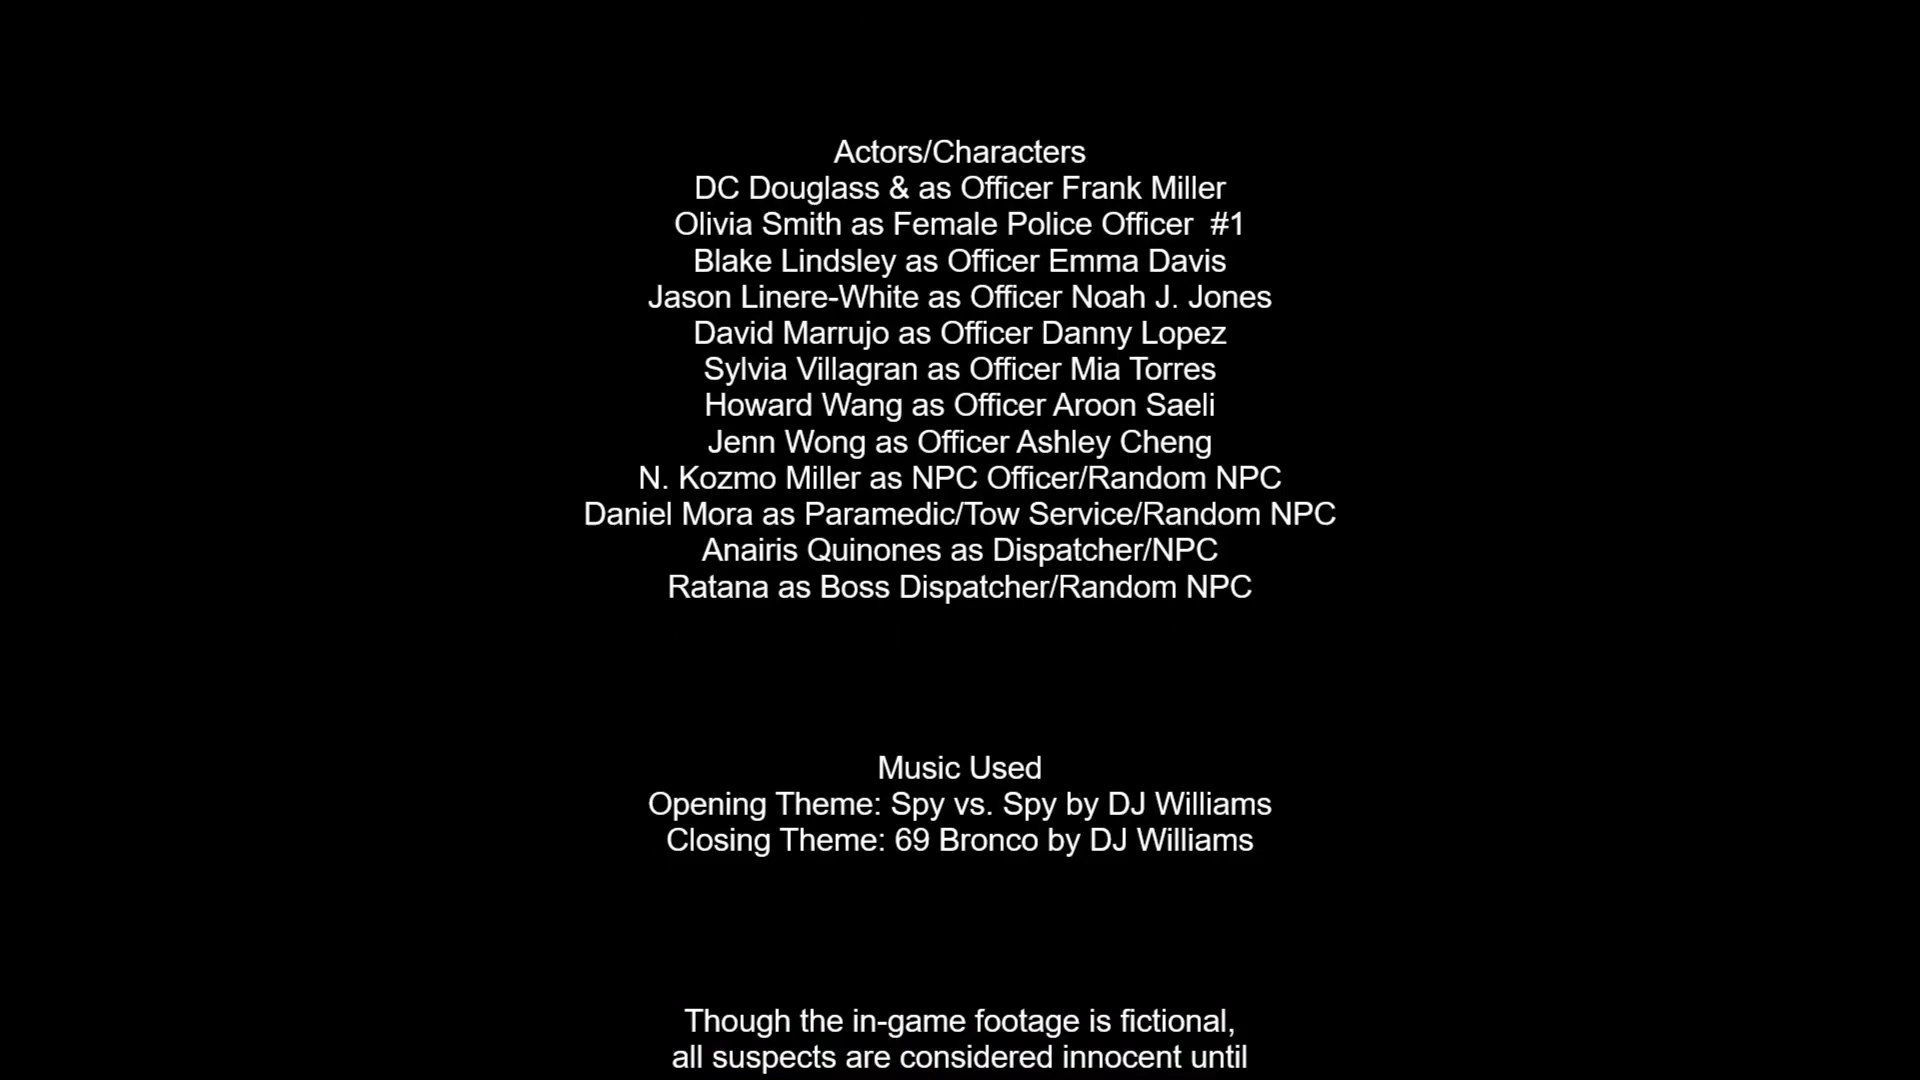 Actors/Characters
DC Douglass & as Officer Frank Miller
Olivia Smith as Female Police Officer  #1
Blake Lindsley as Officer Emma Davis
Jason Linere-White as Officer Noah J. Jones
David Marrujo as Officer Danny Lopez
Sylvia Villagran as Officer Mia Torres
Howard Wang as Officer Aroon Saeli
Jenn Wong as Officer Ashley Cheng
N. Kozmo Miller as NPC Officer/Random NPC
Daniel Mora as Paramedic/Tow Service/Random NPC
Anairis Quinones as Dispatcher/NPC
Ratana as Boss Dispatcher/Random NPC
Music Used
Opening Theme: Spy vs. Spy by DJ Williams
Closing Theme: 69 Bronco by DJ Williams
Though the in-game footage is fictional,
all suspects are considered innocent until